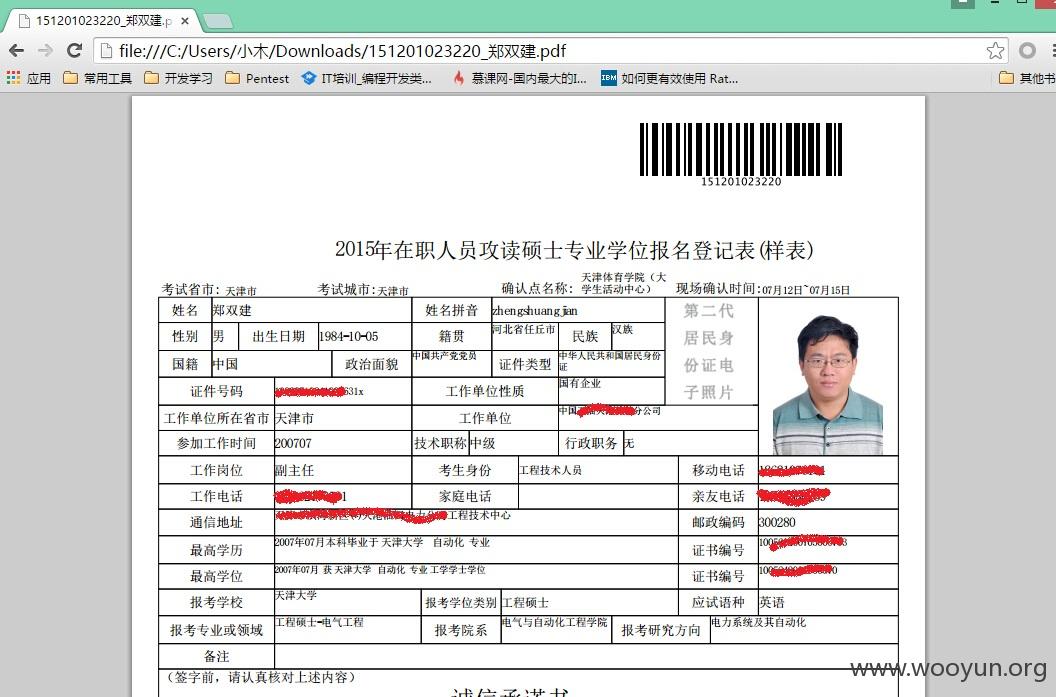 151201023220_郑双建.p
file:///C:/Users/小木/Downloads/151201023220_郑双建.pdf
应用 常用工具 开发学习 Pentest IT培训_编程开发类... 慕课网-国内最大的I... IBM 如何更有效使用 Rat... 其他书
151201023220
2015年在职人员攻读硕士专业学位报名登记表(样表)
考试省市: 天津市 考试城市:天津市 确认点名称: 天津体育学院（大学生活动中心） 现场确认时间:07月12日~07月15日
姓名 郑双建 姓名拼音 zhengshuangjian 第二代
性别 男 出生日期 1984-10-05 籍贯 河北省任丘市 民族 汉族 居民身
国籍 中国 政治面貌 中国共产党党员 证件类型 中华人民共和国居民身份证 份证电
子照片
证件号码 631x 工作单位性质 国有企业
工作单位所在省市 天津市 工作单位 中国 分公司
参加工作时间 200707 技术职称 中级 行政职务 无
工作岗位 副主任 考生身份 工程技术人员 移动电话
工作电话 1 家庭电话 亲友电话
通信地址 工程技术中心 邮政编码 300280
最高学历 2007年07月本科毕业于 天津大学 自动化 专业 证书编号
最高学位 2007年07月 获 天津大学 自动化 专业 工学学士学位 证书编号
报考学校 天津大学 报考学位类别 工程硕士 应试语种 英语
报考专业或领域 工程硕士-电气工程 报考院系 电气与自动化工程学院 报考研究方向 电力系统及其自动化
备注
（签字前，请认真核对上述内容）
诚信承诺书
www.wooyun.org